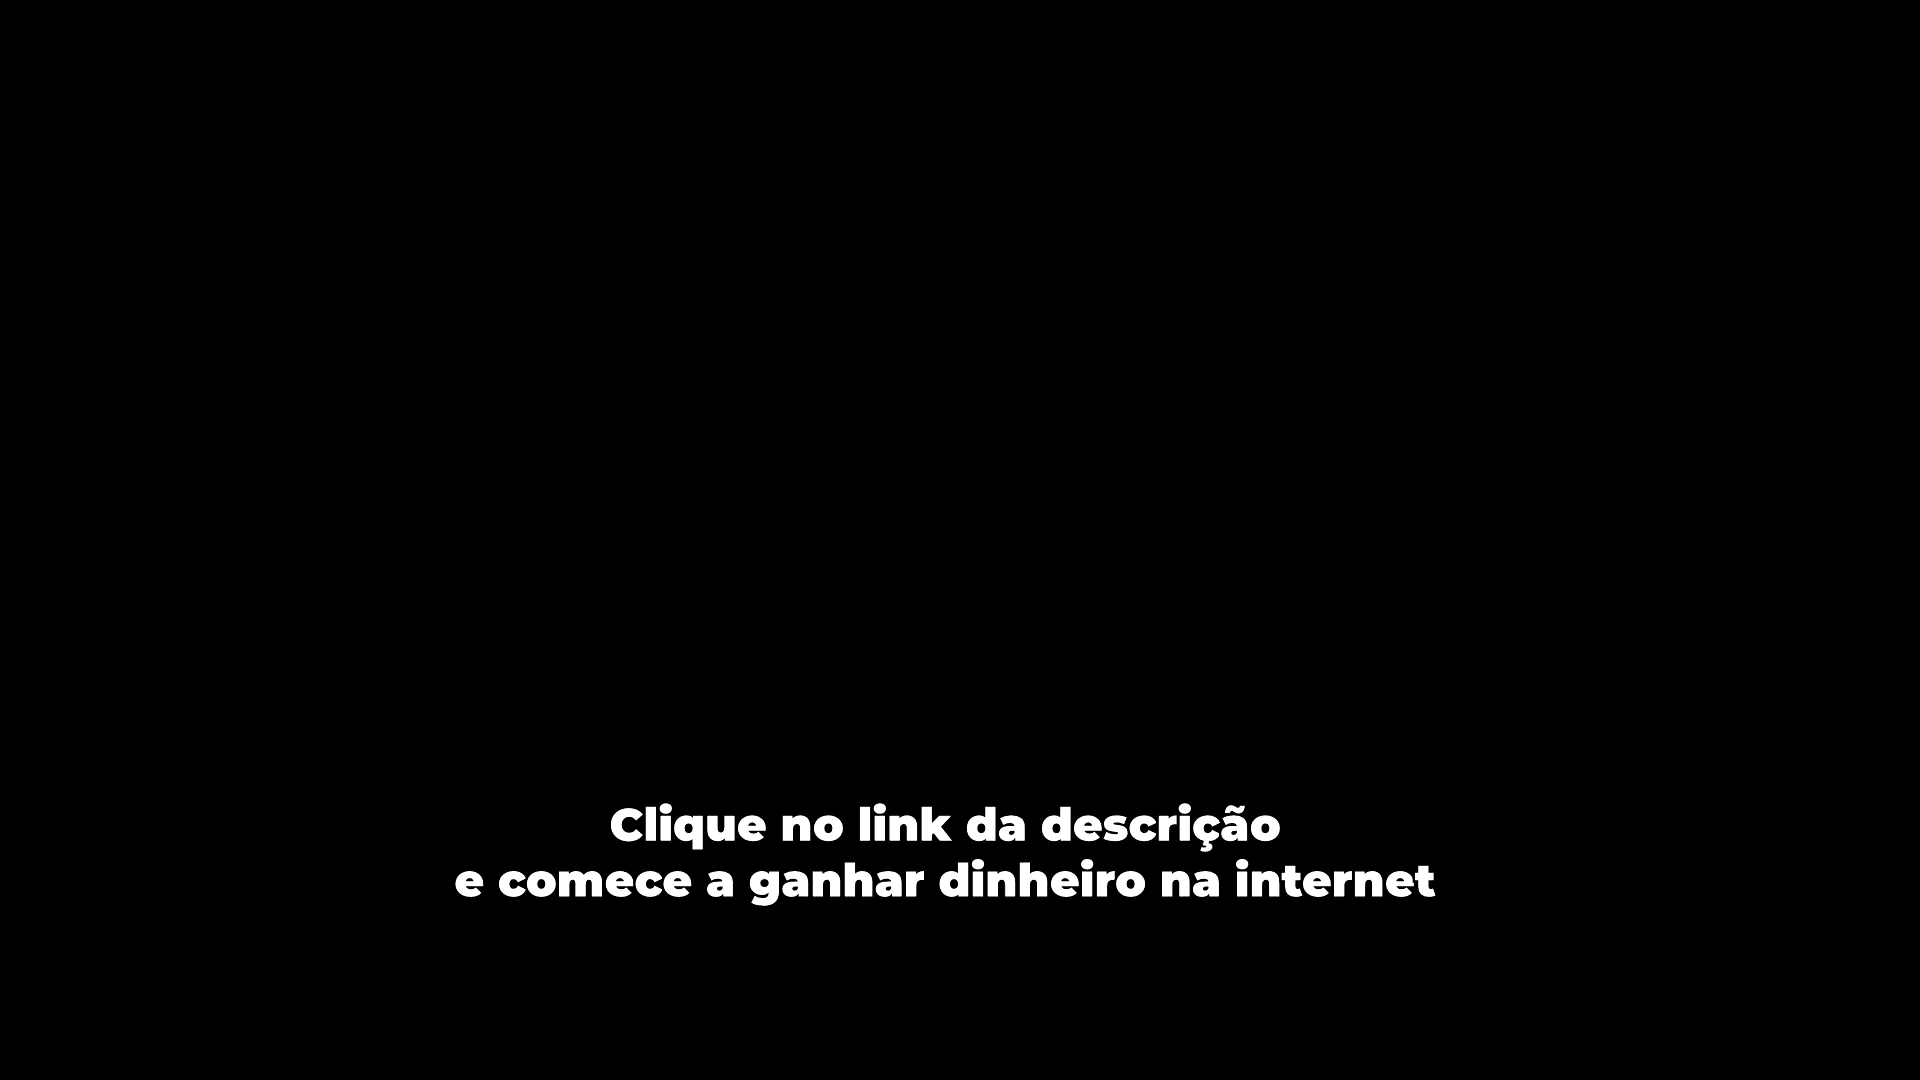 Clique no link da descrição
e comece a ganhar dinheiro na internet